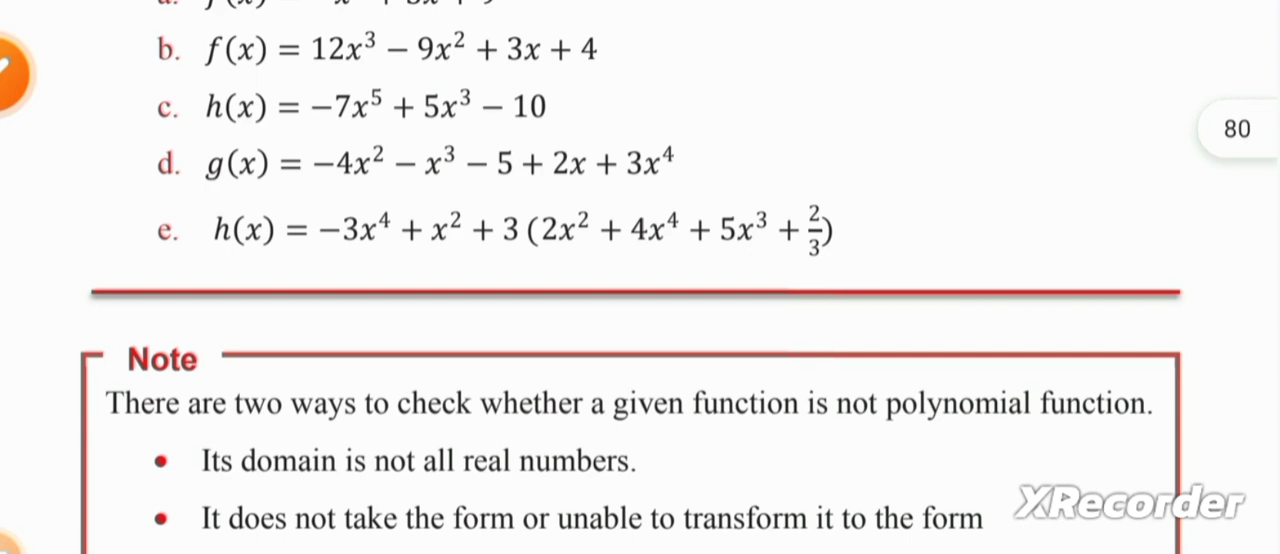 b. f(x) = 12x³ − 9x² + 3x + 4
c. h(x) = −7x⁵ + 5x³ − 10
80
d. g(x) = −4x² − x³ − 5 + 2x + 3x⁴
e. h(x) = −3x⁴ + x² + 3 (2x² + 4x⁴ + 5x³ + 2/3)
Note
There are two ways to check whether a given function is not polynomial function.
• Its domain is not all real numbers.
• It does not take the form or unable to transform it to the form
XRecorder